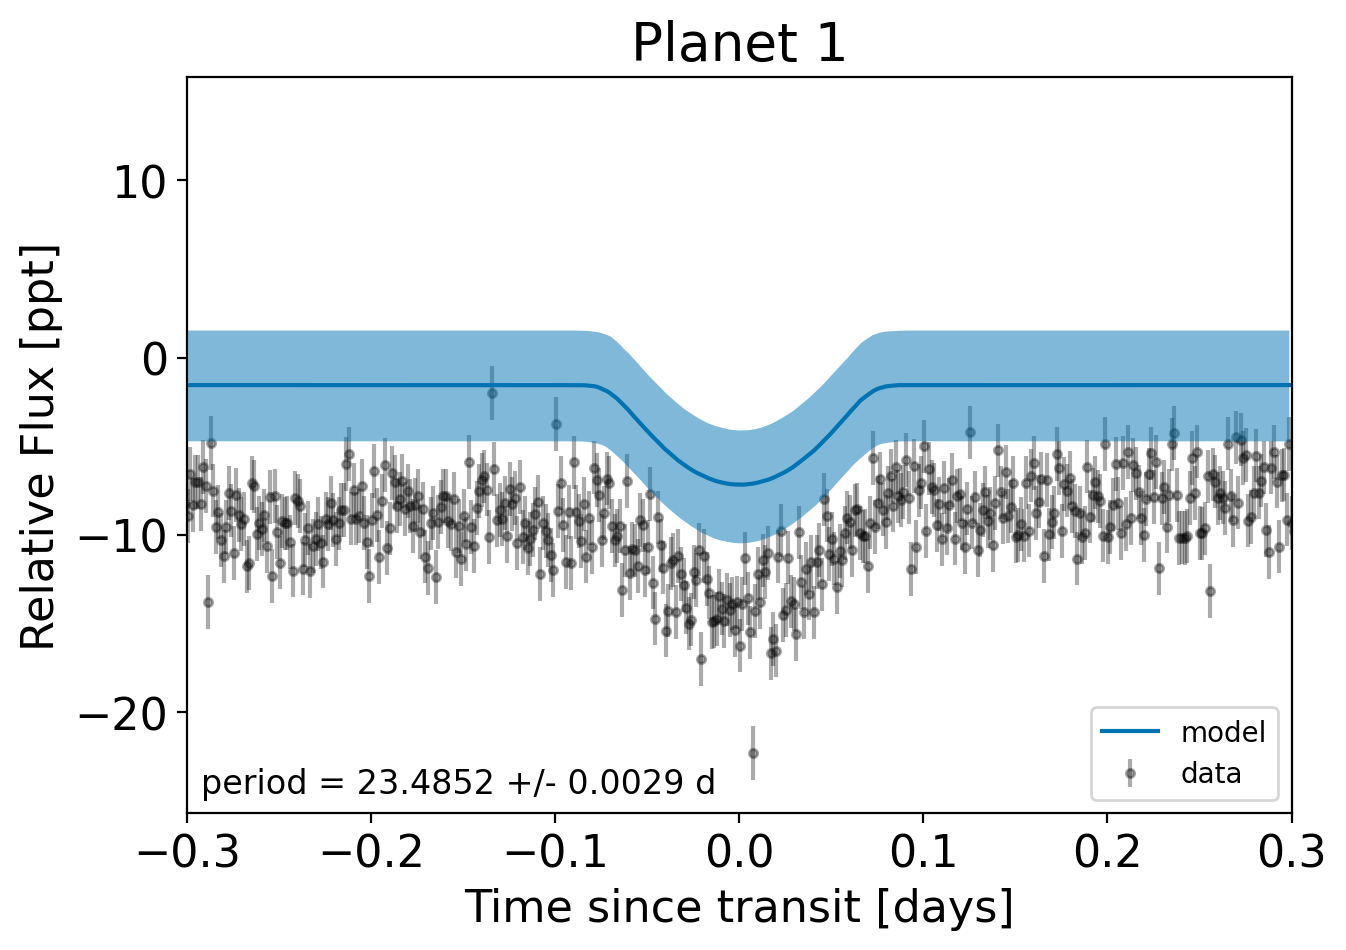 Planet 1
Relative Flux [ppt]
10
0
−10
−20
period = 23.4852 +/- 0.0029 d
model
data
−0.3 −0.2 −0.1 0.0 0.1 0.2 0.3
Time since transit [days]